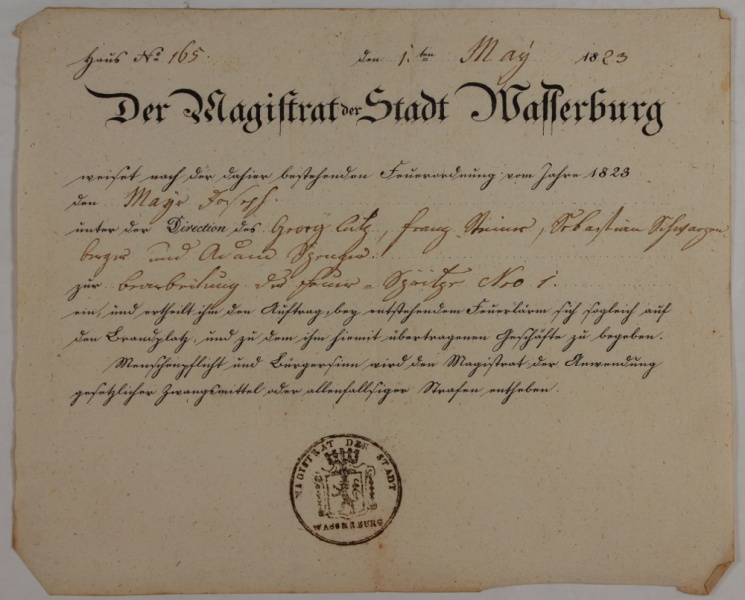 Haus No 165. den 1.ten May 1823
Der Magistrat der Stadt Wasserburg
weiset nach der dahier bestehenden Feuerordnung vom Jahre 1823
den Mayr Joseph.
unter der Direction des Georg Lutz, Franz Steiner, Sebastian Schwarzen
berger und Adam Spenger.
zur Bearbeitung der Feuer-Spritze Nro 1.
ein, und ertheilt ihm den Auftrag, bey entstehendem Feuerlärm sich sogleich auf
den Brandplatz, und zu dem ihm hiemit übertragenen Geschäfte zu begeben.
Menschenpflicht und Bürgersinn wird den Magistrat der Anwendung
gesetzlicher Zwangsmittel oder allenfallsiger Strafen entheben.
MAGISTRAT DER STADT
WASSERBURG